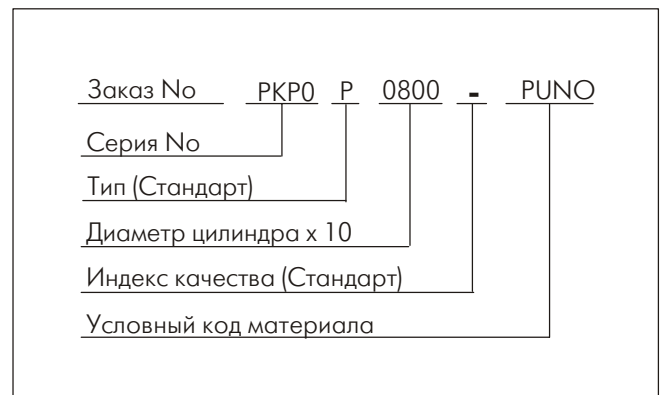 Заказ No PKP0 P 0800 - PUNO
Серия No
Тип (Стандарт)
Диаметр цилиндра x 10
Индекс качества (Стандарт)
Условный код материала